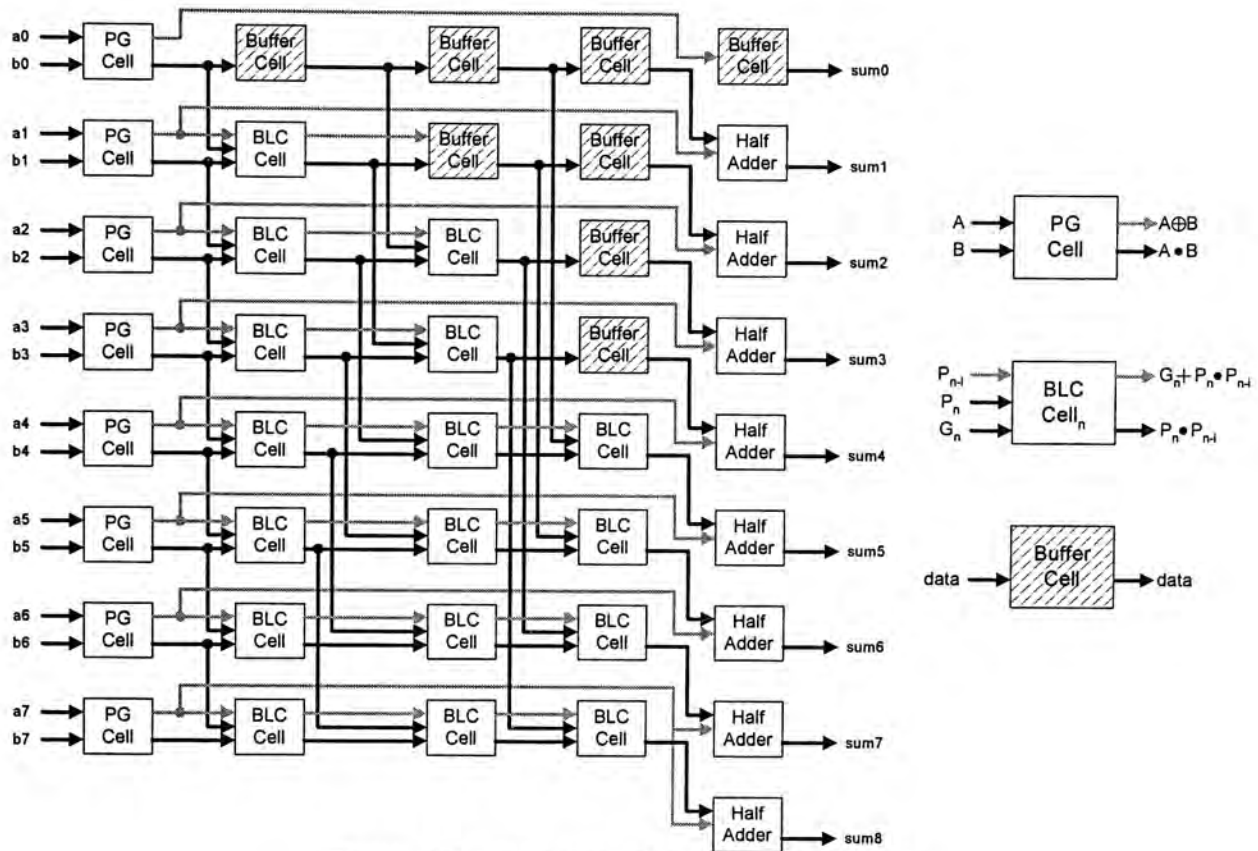 a0
b0
PG
Cell
Buffer
Cell
Buffer
Cell
Buffer
Cell
Buffer
Cell
sum0
a1
b1
PG
Cell
BLC
Cell
Buffer
Cell
Buffer
Cell
Half
Adder
sum1
a2
b2
PG
Cell
BLC
Cell
BLC
Cell
Buffer
Cell
Half
Adder
sum2
a3
b3
PG
Cell
BLC
Cell
BLC
Cell
Buffer
Cell
Half
Adder
sum3
a4
b4
PG
Cell
BLC
Cell
BLC
Cell
BLC
Cell
Half
Adder
sum4
a5
b5
PG
Cell
BLC
Cell
BLC
Cell
BLC
Cell
Half
Adder
sum5
a6
b6
PG
Cell
BLC
Cell
BLC
Cell
BLC
Cell
Half
Adder
sum6
a7
b7
PG
Cell
BLC
Cell
BLC
Cell
BLC
Cell
Half
Adder
sum7
Half
Adder
sum8
A
B
PG
Cell
A⊕B
A•B
Pn-i
Pn
Gn
BLC
Celln
Gn+Pn•Pn-i
Pn•Pn-i
data
Buffer
Cell
data